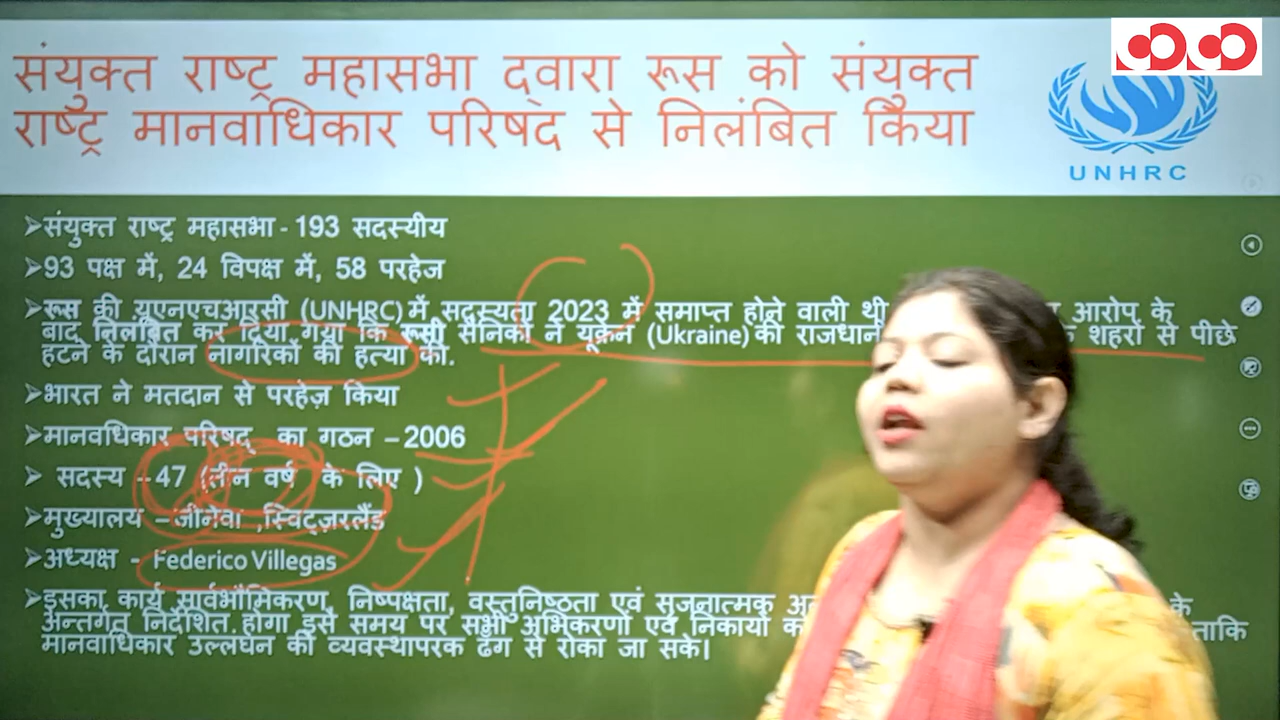 संयुक्त राष्ट्र महासभा द्वारा रूस को संयुक्त
राष्ट्र मानवाधिकार परिषद से निलंबित किया
UNHRC
➤संयुक्त राष्ट्र महासभा - 193 सदस्यीय
➤93 पक्ष में, 24 विपक्ष में, 58 परहेज
➤रूस की यूएनएचआरसी (UNHRC) में सदस्यता 2023 में समाप्त होने वाली थी आरोप के
बाद निलंबित कर दिया गया कि रूसी सैनिकों ने यूक्रेन (Ukraine) की राजधानी के शहरों से पीछे
हटने के दौरान नागरिकों की हत्या की.
➤भारत ने मतदान से परहेज़ किया
➤मानवधिकार परिषद् का गठन – 2006
➤ सदस्य – 47 (तीन वर्ष के लिए )
➤मुख्यालय – जीनेवा ,स्विट्ज़रलैंड
➤अध्यक्ष - Federico Villegas
➤इसका कार्य सार्वभौमिकरण, निष्पक्षता, वस्तुनिष्ठता एवं सृजनात्मक के
अन्तर्गत निर्देशित होगा इसे समय पर सभी अभिकरणों एवं निकायों ताकि
मानवाधिकार उल्लघंन को व्यवस्थापरक ढंग से रोका जा सके।